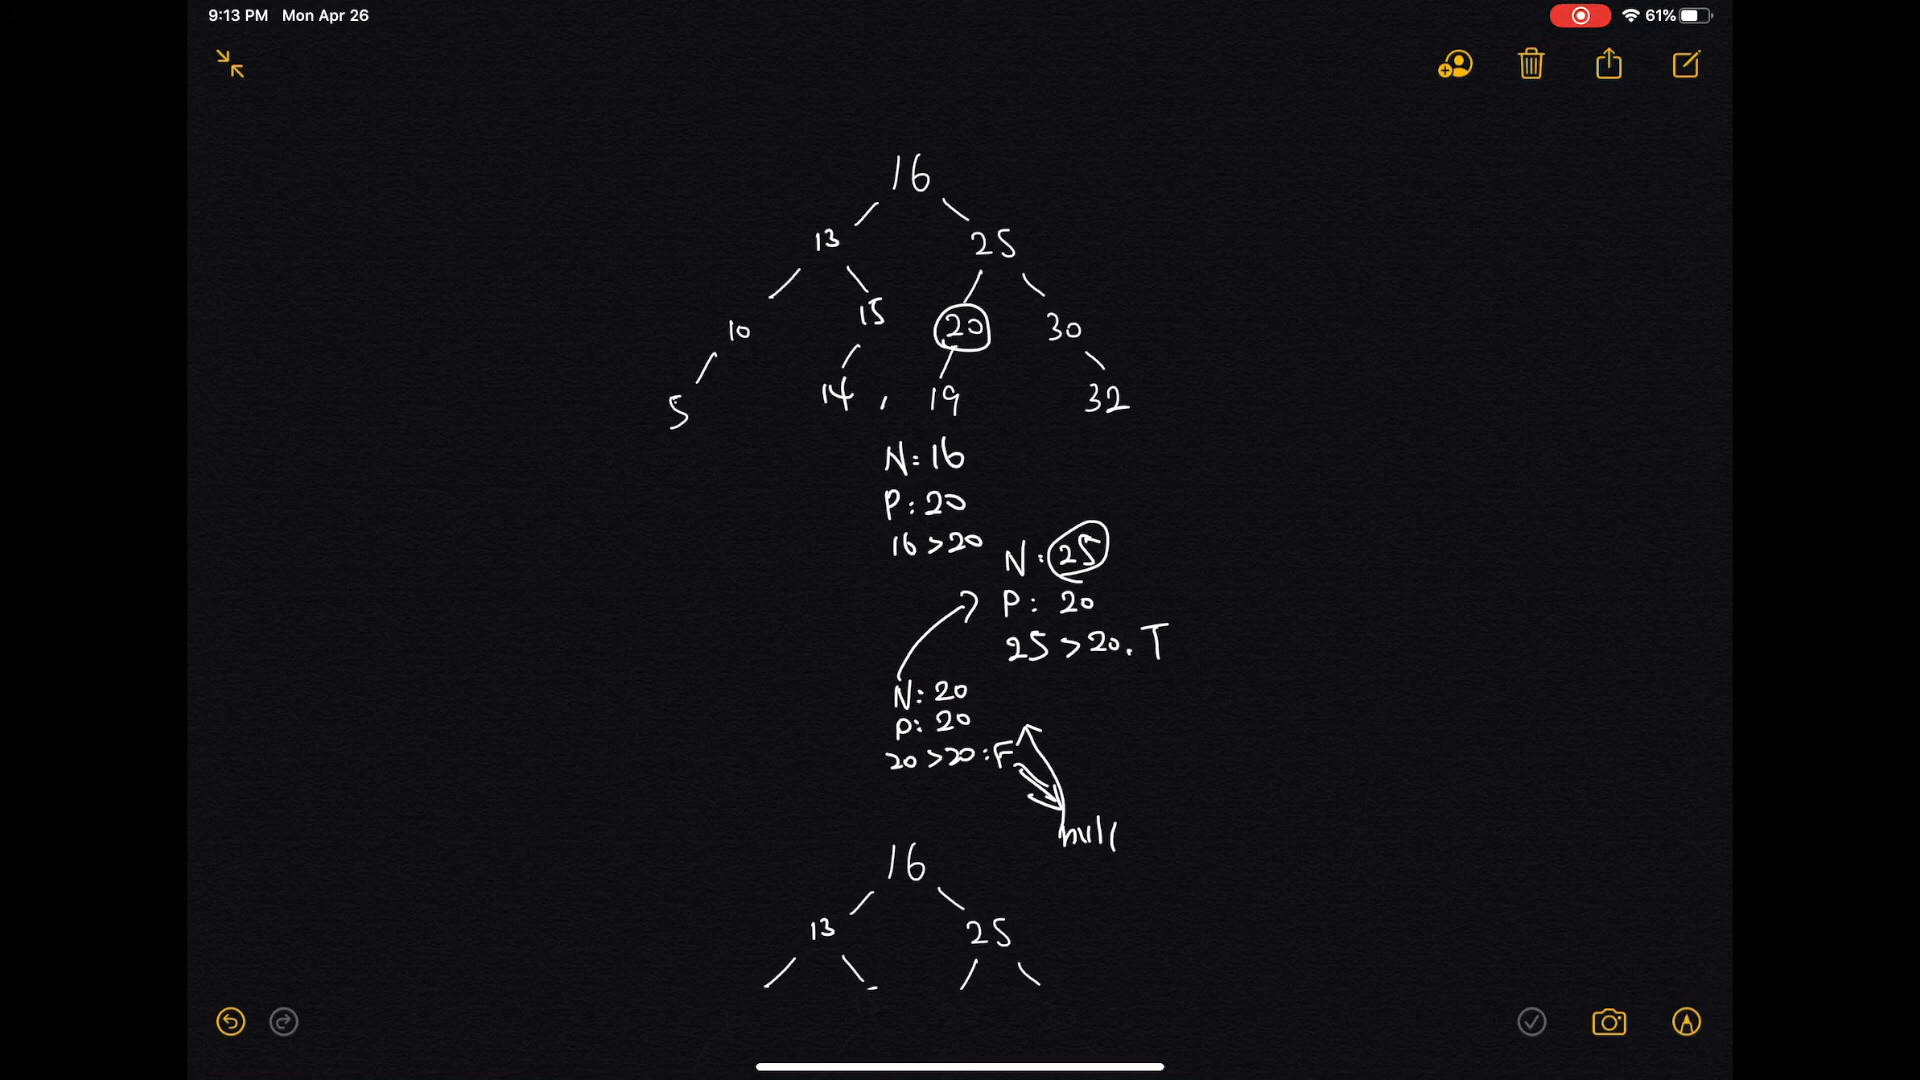 9:13 PM Mon Apr 26
61%
16
13 25
10 15 20 30
5 14 , 19 32
N: 16
P: 20
16 > 20
N: 25
P: 20
25 > 20. T
N: 20
P: 20
20 > 20 : F
null
16
13 25